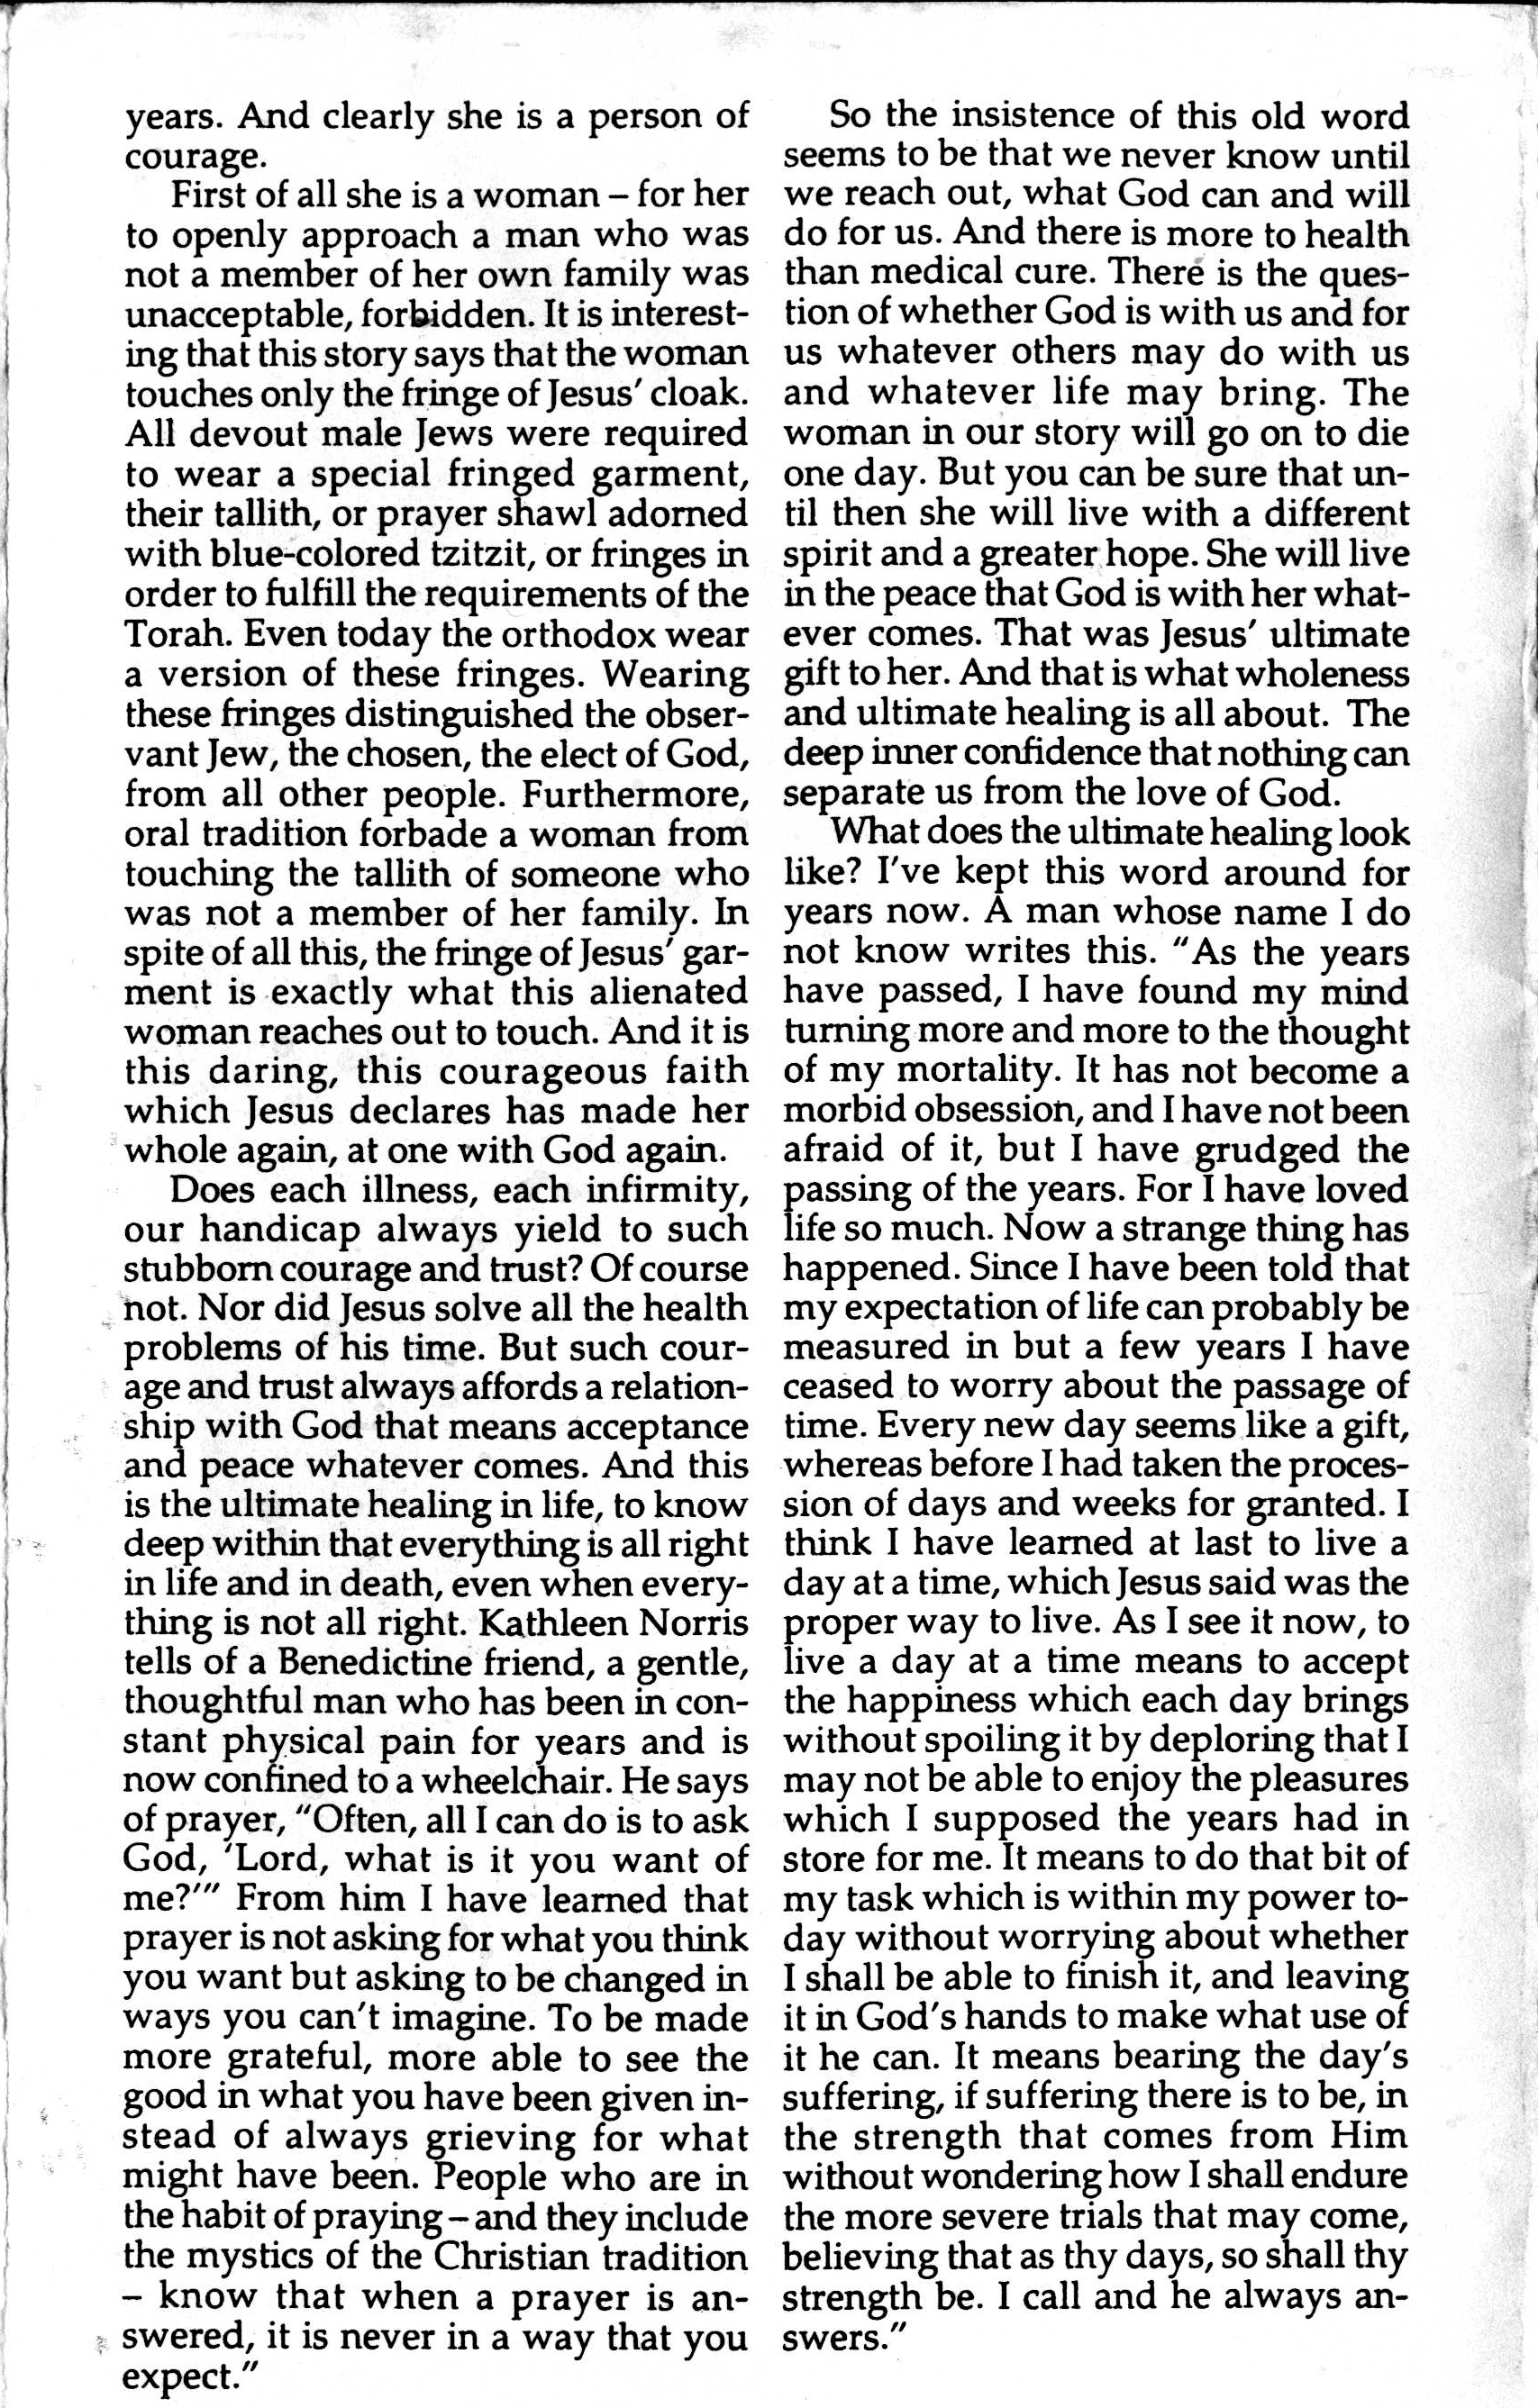 years. And clearly she is a person of
courage.
First of all she is a woman – for her
to openly approach a man who was
not a member of her own family was
unacceptable, forbidden. It is interest-
ing that this story says that the woman
touches only the fringe of Jesus' cloak.
All devout male Jews were required
to wear a special fringed garment,
their tallith, or prayer shawl adorned
with blue-colored tzitzit, or fringes in
order to fulfill the requirements of the
Torah. Even today the orthodox wear
a version of these fringes. Wearing
these fringes distinguished the obser-
vant Jew, the chosen, the elect of God,
from all other people. Furthermore,
oral tradition forbade a woman from
touching the tallith of someone who
was not a member of her family. In
spite of all this, the fringe of Jesus' gar-
ment is exactly what this alienated
woman reaches out to touch. And it is
this daring, this courageous faith
which Jesus declares has made her
whole again, at one with God again.
Does each illness, each infirmity,
our handicap always yield to such
stubborn courage and trust? Of course
not. Nor did Jesus solve all the health
problems of his time. But such cour-
age and trust always affords a relation-
ship with God that means acceptance
and peace whatever comes. And this
is the ultimate healing in life, to know
deep within that everything is all right
in life and in death, even when every-
thing is not all right. Kathleen Norris
tells of a Benedictine friend, a gentle,
thoughtful man who has been in con-
stant physical pain for years and is
now confined to a wheelchair. He says
of prayer, "Often, all I can do is to ask
God, 'Lord, what is it you want of
me?'" From him I have learned that
prayer is not asking for what you think
you want but asking to be changed in
ways you can't imagine. To be made
more grateful, more able to see the
good in what you have been given in-
stead of always grieving for what
might have been. People who are in
the habit of praying – and they include
the mystics of the Christian tradition
– know that when a prayer is an-
swered, it is never in a way that you
expect."
So the insistence of this old word
seems to be that we never know until
we reach out, what God can and will
do for us. And there is more to health
than medical cure. There is the ques-
tion of whether God is with us and for
us whatever others may do with us
and whatever life may bring. The
woman in our story will go on to die
one day. But you can be sure that un-
til then she will live with a different
spirit and a greater hope. She will live
in the peace that God is with her what-
ever comes. That was Jesus' ultimate
gift to her. And that is what wholeness
and ultimate healing is all about. The
deep inner confidence that nothing can
separate us from the love of God.
What does the ultimate healing look
like? I've kept this word around for
years now. A man whose name I do
not know writes this. "As the years
have passed, I have found my mind
turning more and more to the thought
of my mortality. It has not become a
morbid obsession, and I have not been
afraid of it, but I have grudged the
passing of the years. For I have loved
life so much. Now a strange thing has
happened. Since I have been told that
my expectation of life can probably be
measured in but a few years I have
ceased to worry about the passage of
time. Every new day seems like a gift,
whereas before I had taken the proces-
sion of days and weeks for granted. I
think I have learned at last to live a
day at a time, which Jesus said was the
proper way to live. As I see it now, to
live a day at a time means to accept
the happiness which each day brings
without spoiling it by deploring that I
may not be able to enjoy the pleasures
which I supposed the years had in
store for me. It means to do that bit of
my task which is within my power to-
day without worrying about whether
I shall be able to finish it, and leaving
it in God's hands to make what use of
it he can. It means bearing the day's
suffering, if suffering there is to be, in
the strength that comes from Him
without wondering how I shall endure
the more severe trials that may come,
believing that as thy days, so shall thy
strength be. I call and he always an-
swers."